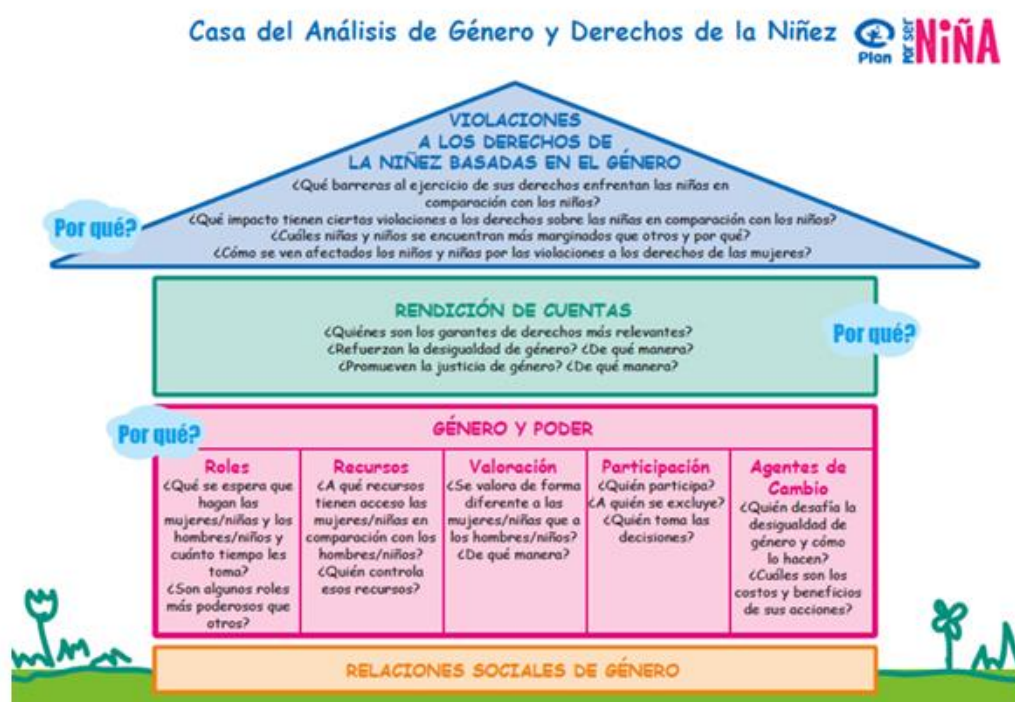 Casa del Análisis de Género y Derechos de la Niñez
Plan
POR SER
NiÑA
VIOLACIONES
A LOS DERECHOS DE
LA NIÑEZ BASADAS EN EL GÉNERO
¿Qué barreras al ejercicio de sus derechos enfrentan las niñas en
comparación con los niños?
¿Qué impacto tienen ciertas violaciones a los derechos sobre las niñas en comparación con los niños?
¿Cuáles niñas y niños se encuentran más marginados que otros y por qué?
¿Cómo se ven afectados los niños y niñas por las violaciones a los derechos de las mujeres?
Por qué?
RENDICIÓN DE CUENTAS
¿Quiénes son los garantes de derechos más relevantes?
¿Refuerzan la desigualdad de género? ¿De qué manera?
¿Promueven la justicia de género? ¿De qué manera?
Por qué?
Por qué?
GÉNERO Y PODER
Roles
¿Qué se espera que
hagan las
mujeres/niñas y los
hombres/niños y
cuánto tiempo les
toma?
¿Son algunos roles
más poderosos que
otros?
Recursos
¿A qué recursos
tienen acceso las
mujeres/niñas en
comparación con los
hombres/niños?
¿Quién controla
esos recursos?
Valoración
¿Se valora de forma
diferente a las
mujeres/niñas que a
los hombres/niños?
¿De qué manera?
Participación
¿Quién participa?
¿A quién se excluye?
¿Quién toma las
decisiones?
Agentes de
Cambio
¿Quién desafía la
desigualdad de
género y cómo
lo hacen?
¿Cuáles son los
costos y beneficios
de sus acciones?
RELACIONES SOCIALES DE GÉNERO